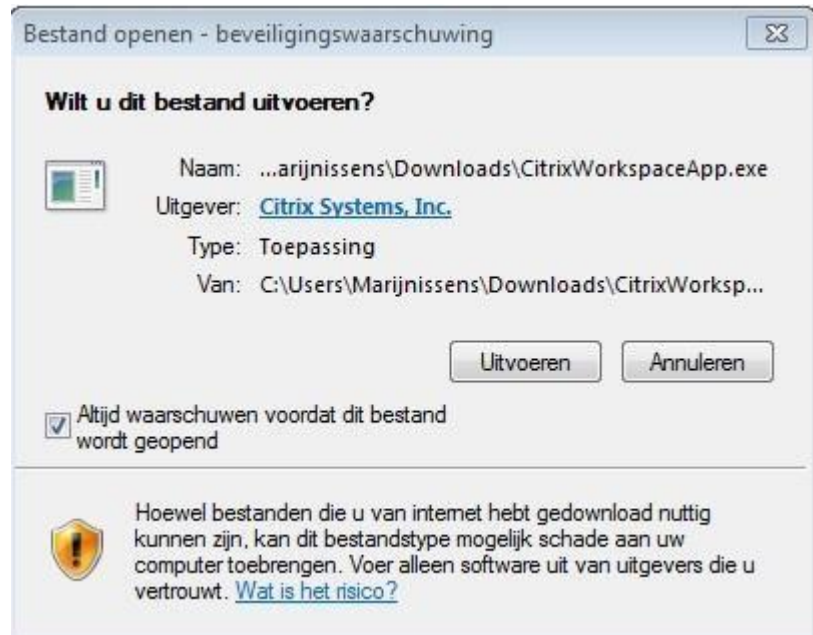 Bestand openen - beveiligingswaarschuwing
Wilt u dit bestand uitvoeren?
Naam: ...arijnissens\Downloads\CitrixWorkspaceApp.exe
Uitgever: Citrix Systems, Inc.
Type: Toepassing
Van: C:\Users\Marijnissens\Downloads\CitrixWorksp...
Uitvoeren Annuleren
Altijd waarschuwen voordat dit bestand
wordt geopend
Hoewel bestanden die u van internet hebt gedownload nuttig
kunnen zijn, kan dit bestandstype mogelijk schade aan uw
computer toebrengen. Voer alleen software uit van uitgevers die u
vertrouwt. Wat is het risico?